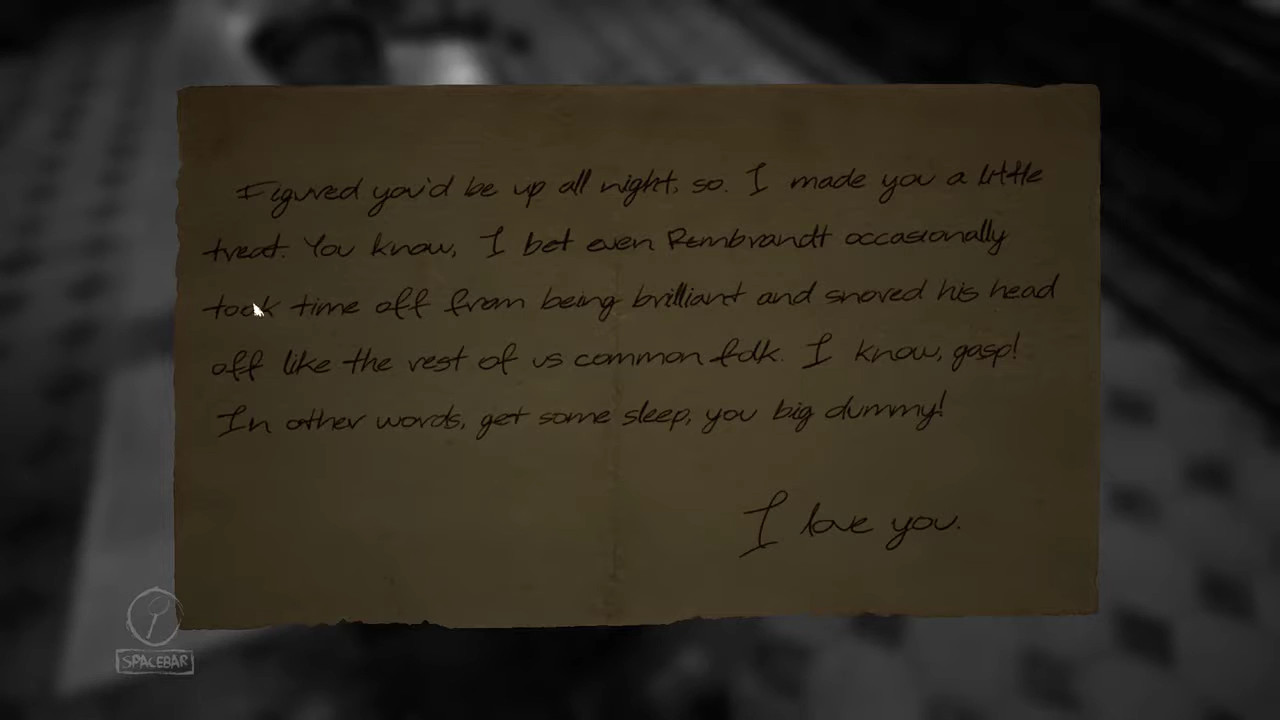 Figured you'd be up all night, so. I made you a little
treat. You know, I bet even Rembrandt occasionally
took time off from being brilliant and snored his head
off like the rest of us common folk. I know, gasp!
In other words, get some sleep, you big dummy!
I love you.
SPACEBAR